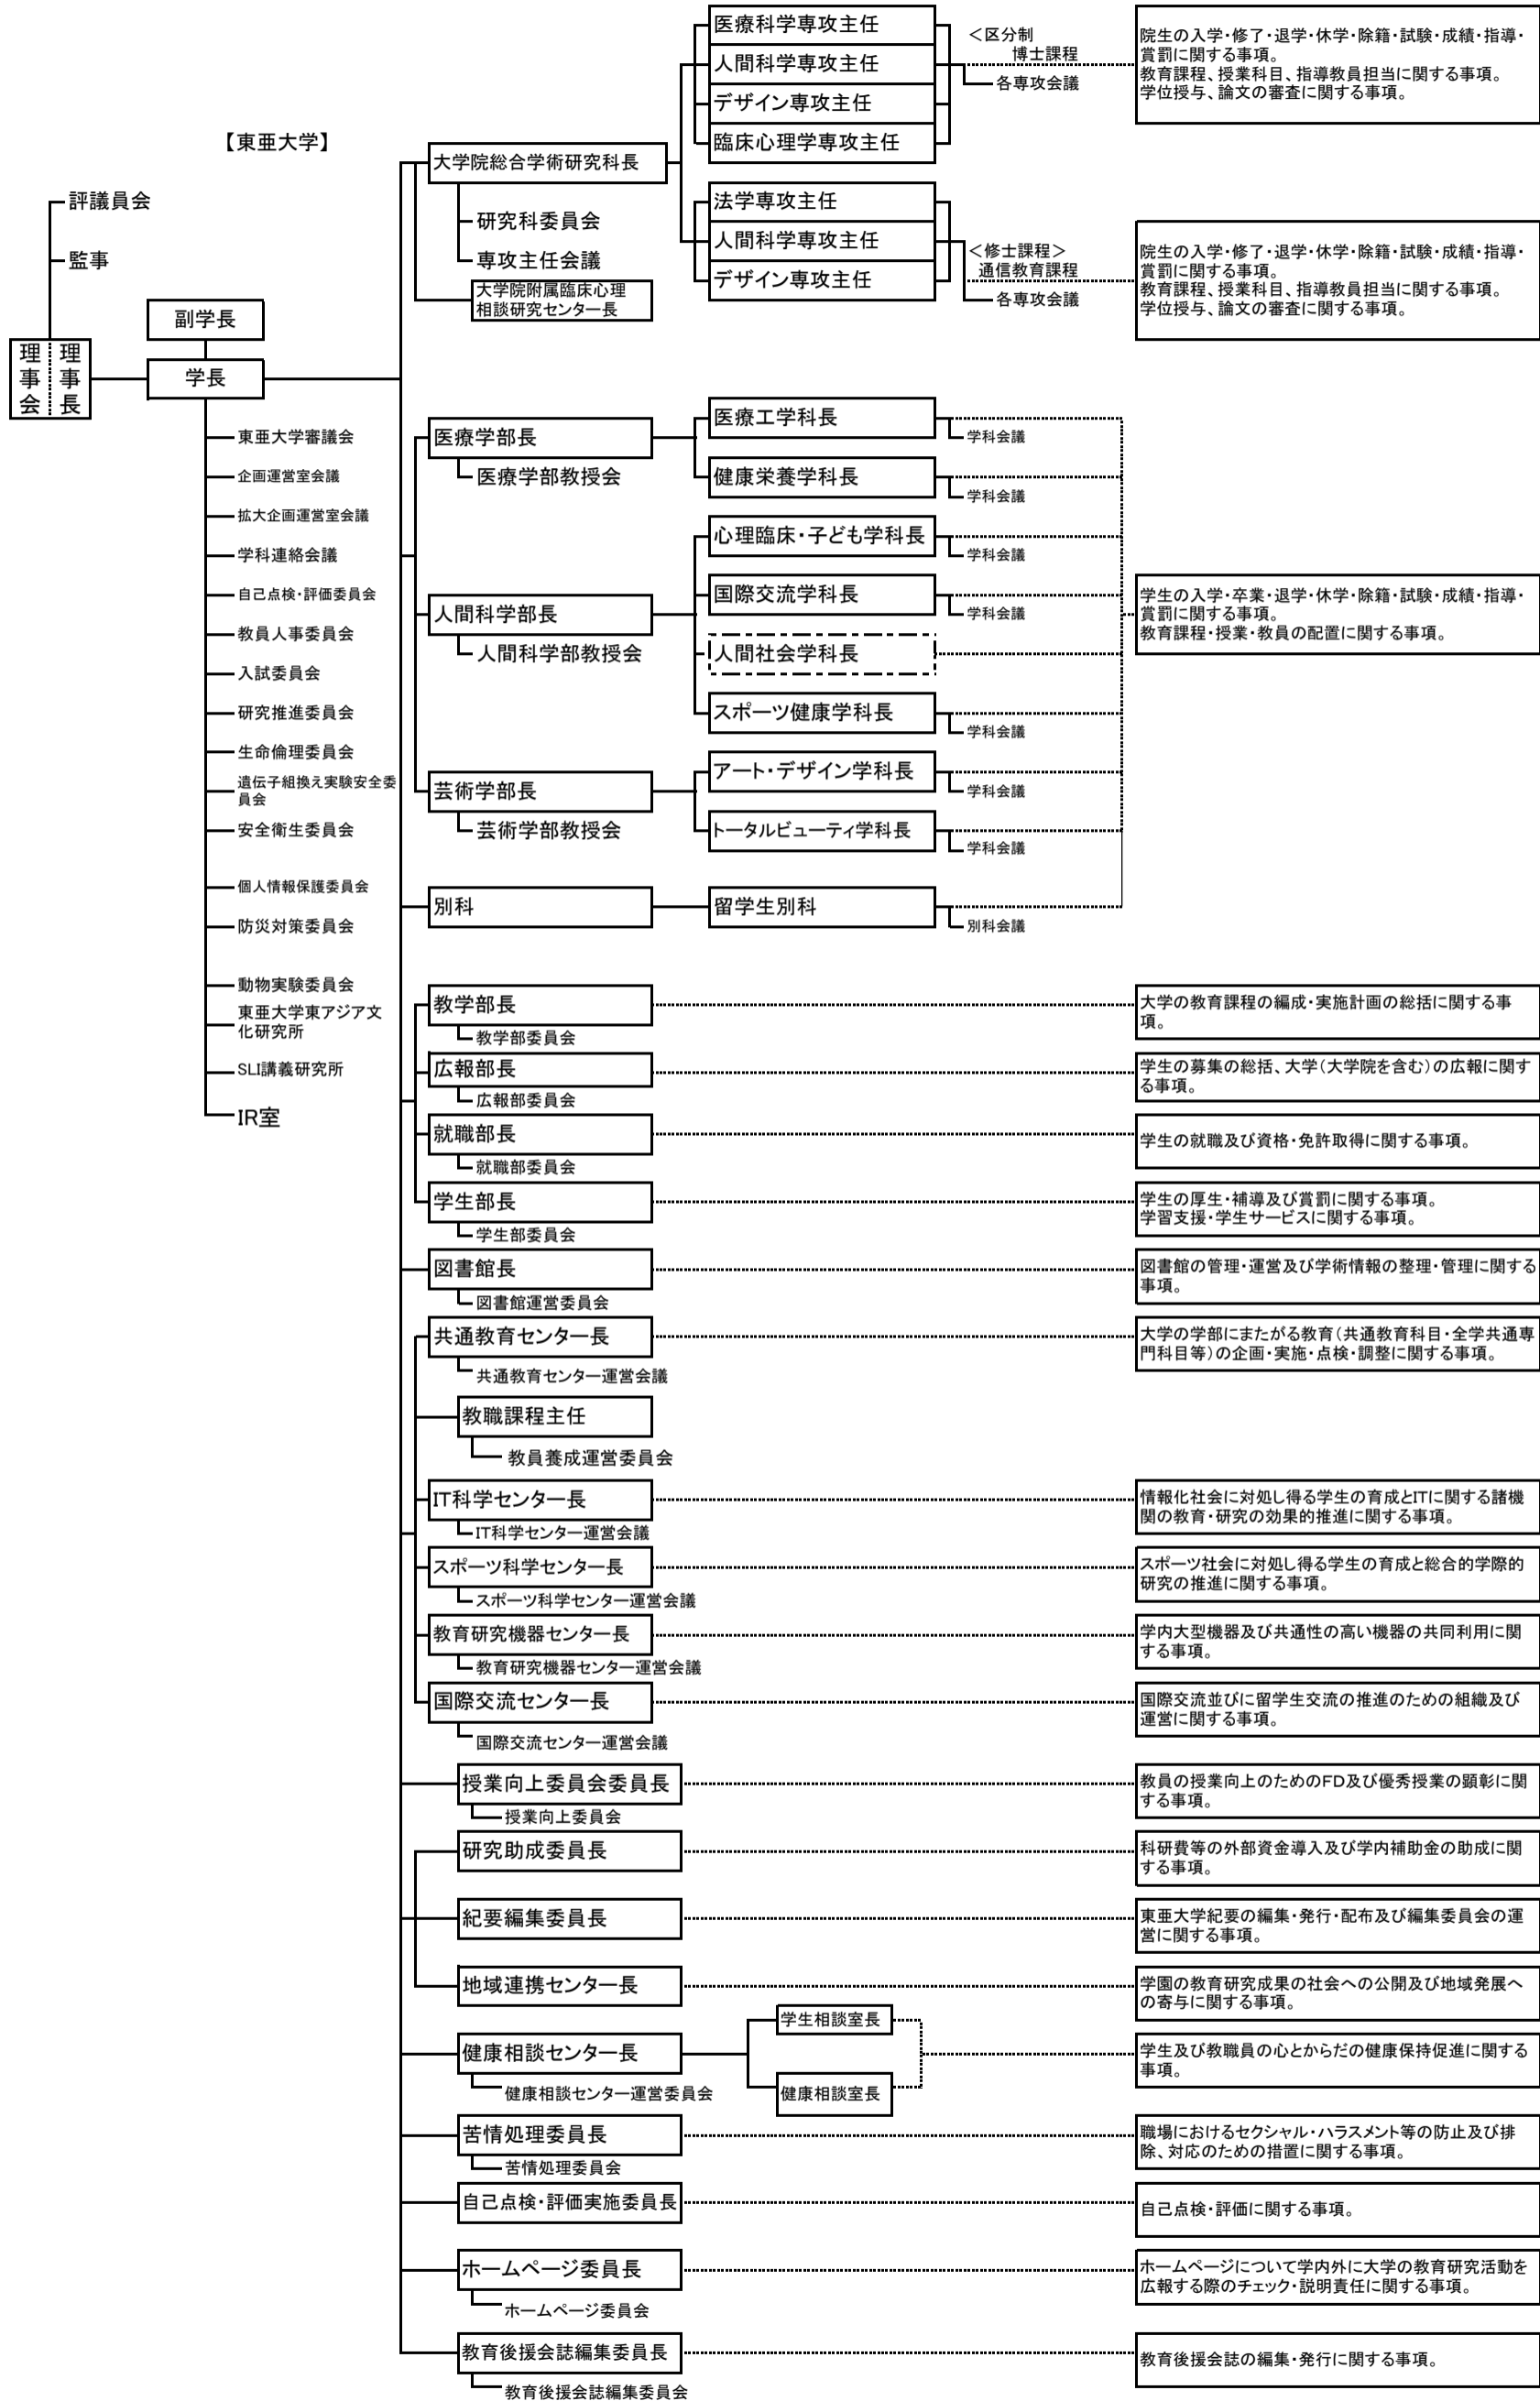 【東亜大学】
評議員会
監事
理事会
理事長
副学長
学長
東亜大学審議会
企画運営室会議
拡大企画運営室会議
学科連絡会議
自己点検・評価委員会
教員人事委員会
入試委員会
研究推進委員会
生命倫理委員会
遺伝子組換え実験安全委
員会
安全衛生委員会
個人情報保護委員会
防災対策委員会
動物実験委員会
東亜大学東アジア文
化研究所
SLI講義研究所
IR室
大学院総合学術研究科長
研究科委員会
専攻主任会議
大学院附属臨床心理
相談研究センター長
医療科学専攻主任
人間科学専攻主任
デザイン専攻主任
臨床心理学専攻主任
＜区分制
博士課程
各専攻会議
院生の入学・修了・退学・休学・除籍・試験・成績・指導・
賞罰に関する事項。
教育課程、授業科目、指導教員担当に関する事項。
学位授与、論文の審査に関する事項。
法学専攻主任
人間科学専攻主任
デザイン専攻主任
＜修士課程＞
通信教育課程
各専攻会議
院生の入学・修了・退学・休学・除籍・試験・成績・指導・
賞罰に関する事項。
教育課程、授業科目、指導教員担当に関する事項。
学位授与、論文の審査に関する事項。
医療学部長
医療学部教授会
医療工学科長
学科会議
健康栄養学科長
学科会議
人間科学部長
人間科学部教授会
心理臨床・子ども学科長
学科会議
国際交流学科長
学科会議
人間社会学科長
スポーツ健康学科長
学科会議
芸術学部長
芸術学部教授会
アート・デザイン学科長
学科会議
トータルビューティ学科長
学科会議
別科
留学生別科
別科会議
学生の入学・卒業・退学・休学・除籍・試験・成績・指導・
賞罰に関する事項。
教育課程・授業・教員の配置に関する事項。
教学部長
教学部委員会
大学の教育課程の編成・実施計画の総括に関する事
項。
広報部長
広報部委員会
学生の募集の総括、大学（大学院を含む）の広報に関す
る事項。
就職部長
就職部委員会
学生の就職及び資格・免許取得に関する事項。
学生部長
学生部委員会
学生の厚生・補導及び賞罰に関する事項。
学習支援・学生サービスに関する事項。
図書館長
図書館運営委員会
図書館の管理・運営及び学術情報の整理・管理に関する
事項。
共通教育センター長
共通教育センター運営会議
大学の学部にまたがる教育（共通教育科目・全学共通専
門科目等）の企画・実施・点検・調整に関する事項。
教職課程主任
教員養成運営委員会
IT科学センター長
IT科学センター運営会議
情報化社会に対処し得る学生の育成とITに関する諸機
関の教育・研究の効果的推進に関する事項。
スポーツ科学センター長
スポーツ科学センター運営会議
スポーツ社会に対処し得る学生の育成と総合的学際的
研究の推進に関する事項。
教育研究機器センター長
教育研究機器センター運営会議
学内大型機器及び共通性の高い機器の共同利用に関
する事項。
国際交流センター長
国際交流センター運営会議
国際交流並びに留学生交流の推進のための組織及び
運営に関する事項。
授業向上委員会委員長
授業向上委員会
教員の授業向上のためのFD及び優秀授業の顕彰に関
する事項。
研究助成委員長
科研費等の外部資金導入及び学内補助金の助成に関
する事項。
紀要編集委員長
東亜大学紀要の編集・発行・配布及び編集委員会の運
営に関する事項。
地域連携センター長
学園の教育研究成果の社会への公開及び地域発展へ
の寄与に関する事項。
健康相談センター長
健康相談センター運営委員会
学生相談室長
健康相談室長
学生及び教職員の心とからだの健康保持促進に関する
事項。
苦情処理委員長
苦情処理委員会
職場におけるセクシャル・ハラスメント等の防止及び排
除、対応のための措置に関する事項。
自己点検・評価実施委員長
自己点検・評価に関する事項。
ホームページ委員長
ホームページ委員会
ホームページについて学内外に大学の教育研究活動を
広報する際のチェック・説明責任に関する事項。
教育後援会誌編集委員長
教育後援会誌編集委員会
教育後援会誌の編集・発行に関する事項。